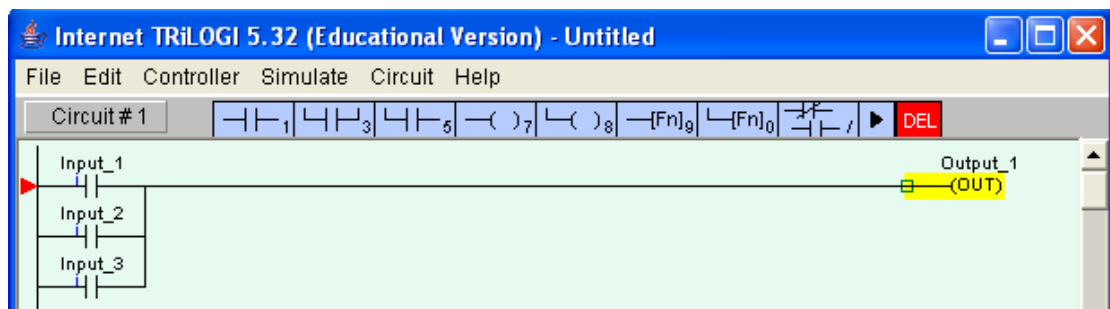 Internet TRiLOGI 5.32 (Educational Version) - Untitled
File Edit Controller Simulate Circuit Help
Circuit # 1 1 3 5 ( )7 ( )8 [Fn]9 [Fn]0 / DEL
Input_1 Output_1
i (OUT)
Input_2
i
Input_3
i